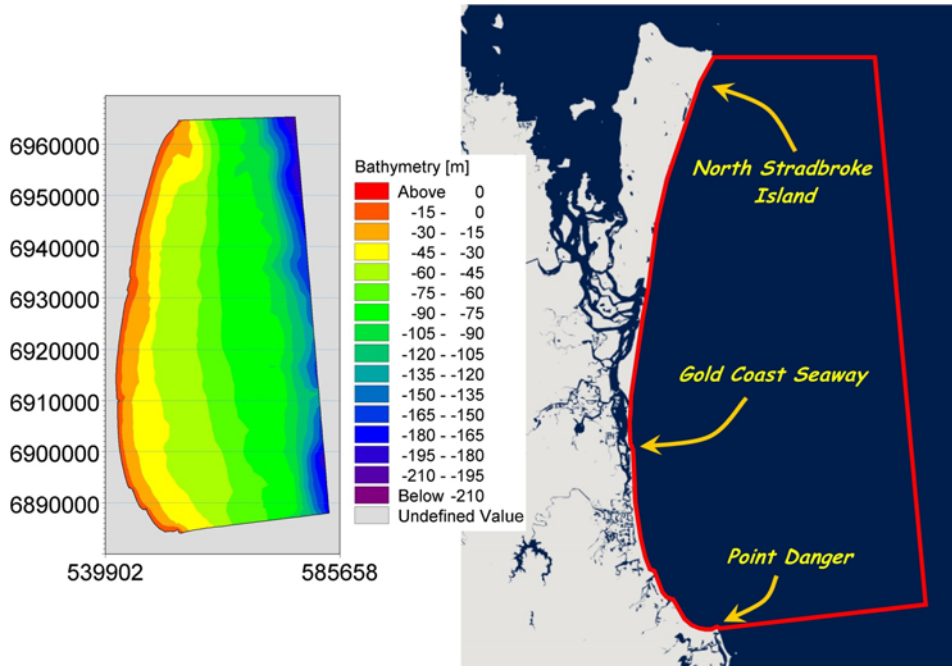 6960000
6950000
6940000
6930000
6920000
6910000
6900000
6890000
539902
585658
Bathymetry [m]
Above 0
-15 - 0
-30 - -15
-45 - -30
-60 - -45
-75 - -60
-90 - -75
-105 - -90
-120 - -105
-135 - -120
-150 - -135
-165 - -150
-180 - -165
-195 - -180
-210 - -195
Below -210
Undefined Value
North Stradbroke
Island
Gold Coast Seaway
Point Danger